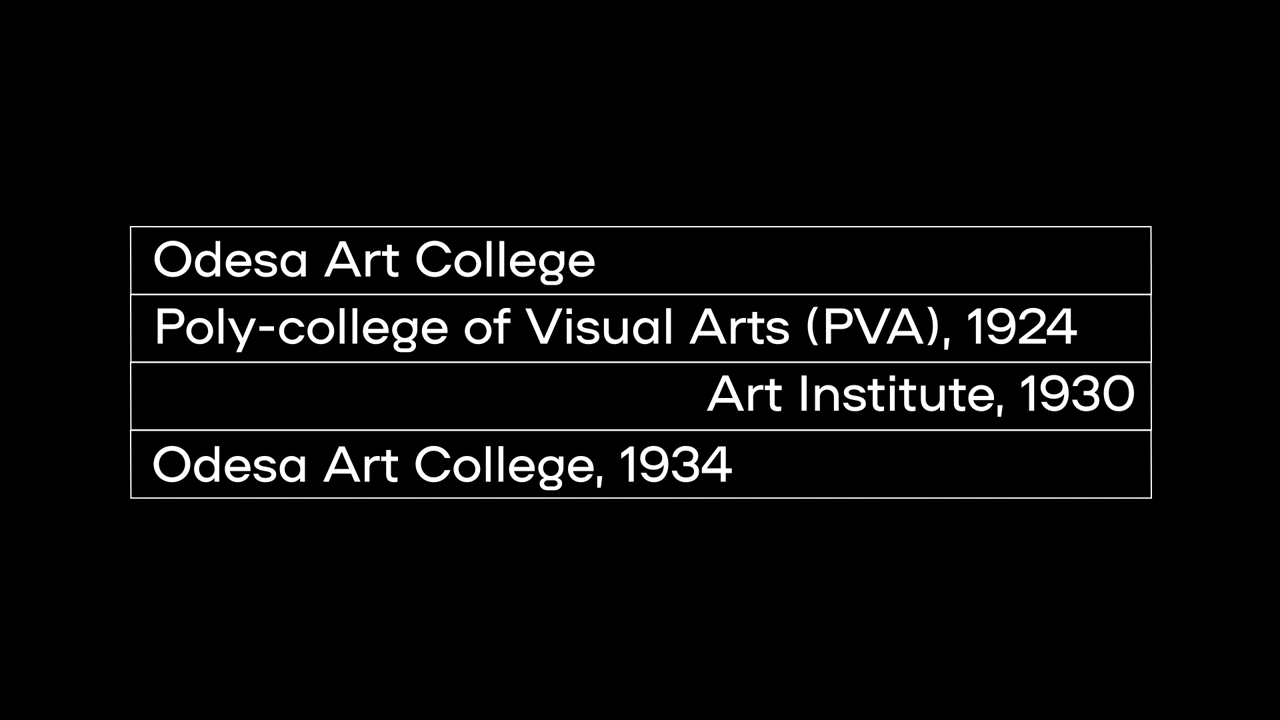 Odesa Art College
Poly-college of Visual Arts (PVA), 1924
Art Institute, 1930
Odesa Art College, 1934